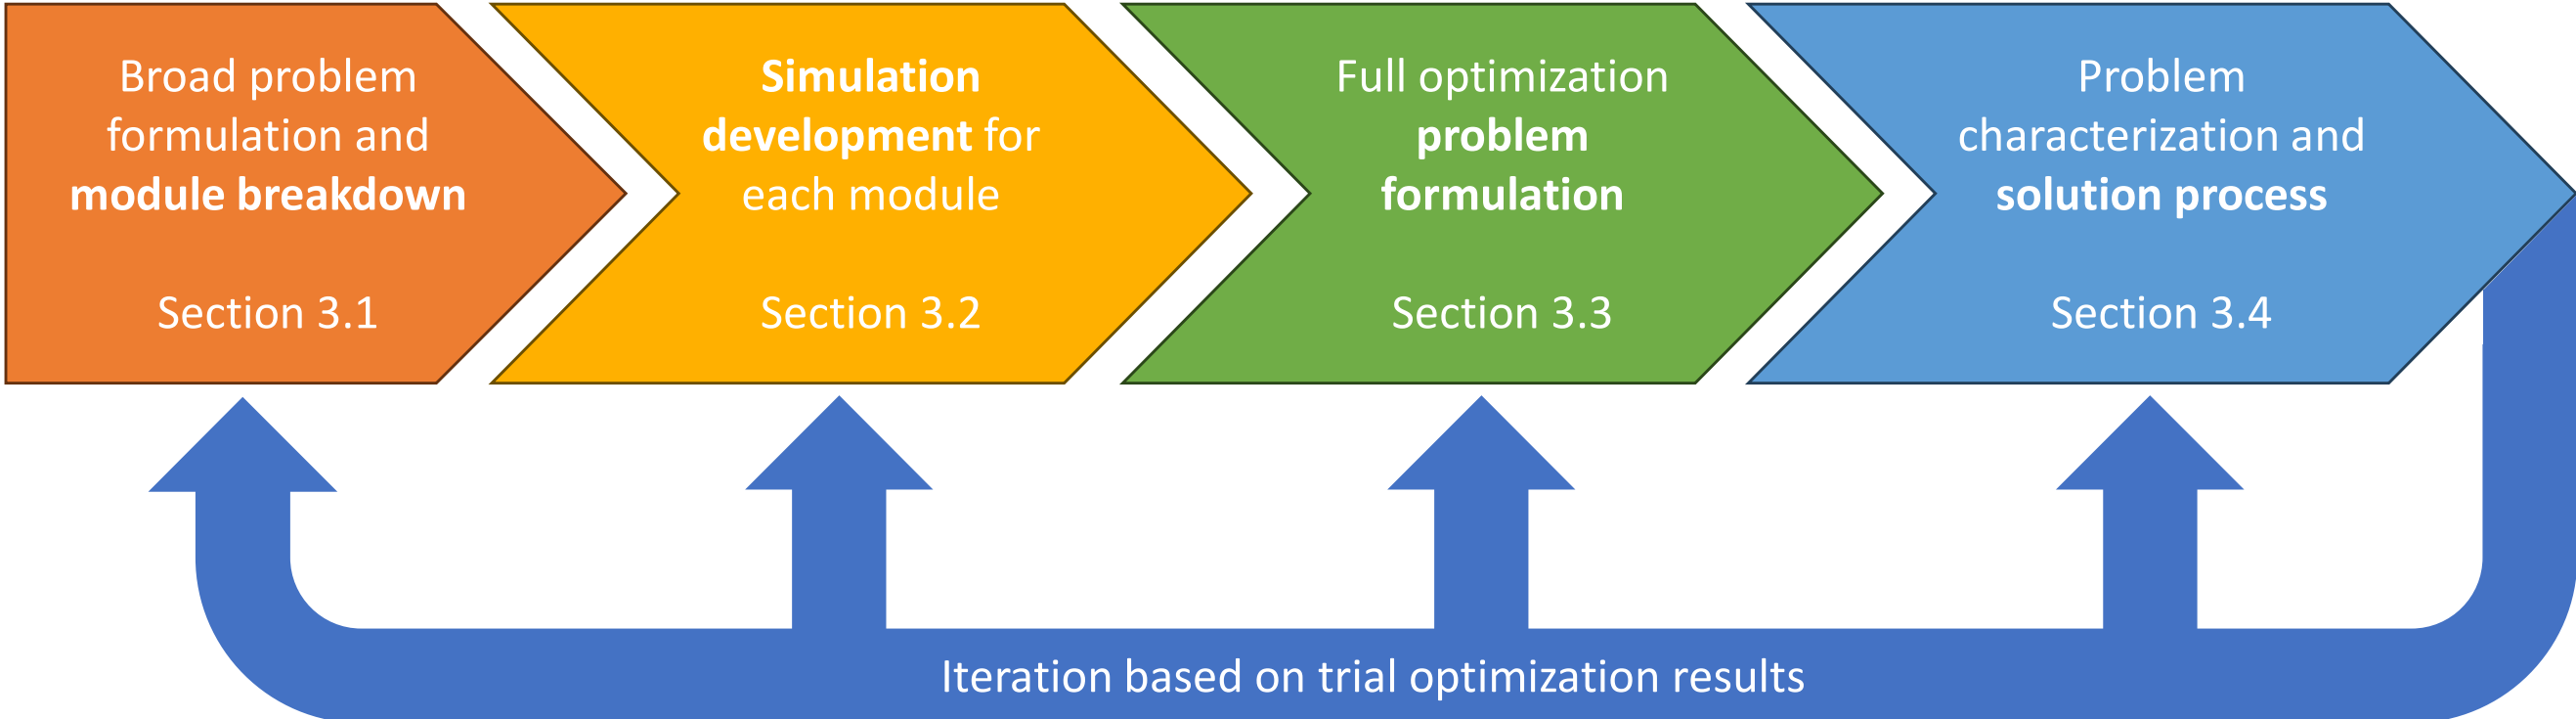 Broad problem
formulation and
module breakdown
Section 3.1
Simulation
development for
each module
Section 3.2
Full optimization
problem
formulation
Section 3.3
Problem
characterization and
solution process
Section 3.4
Iteration based on trial optimization results